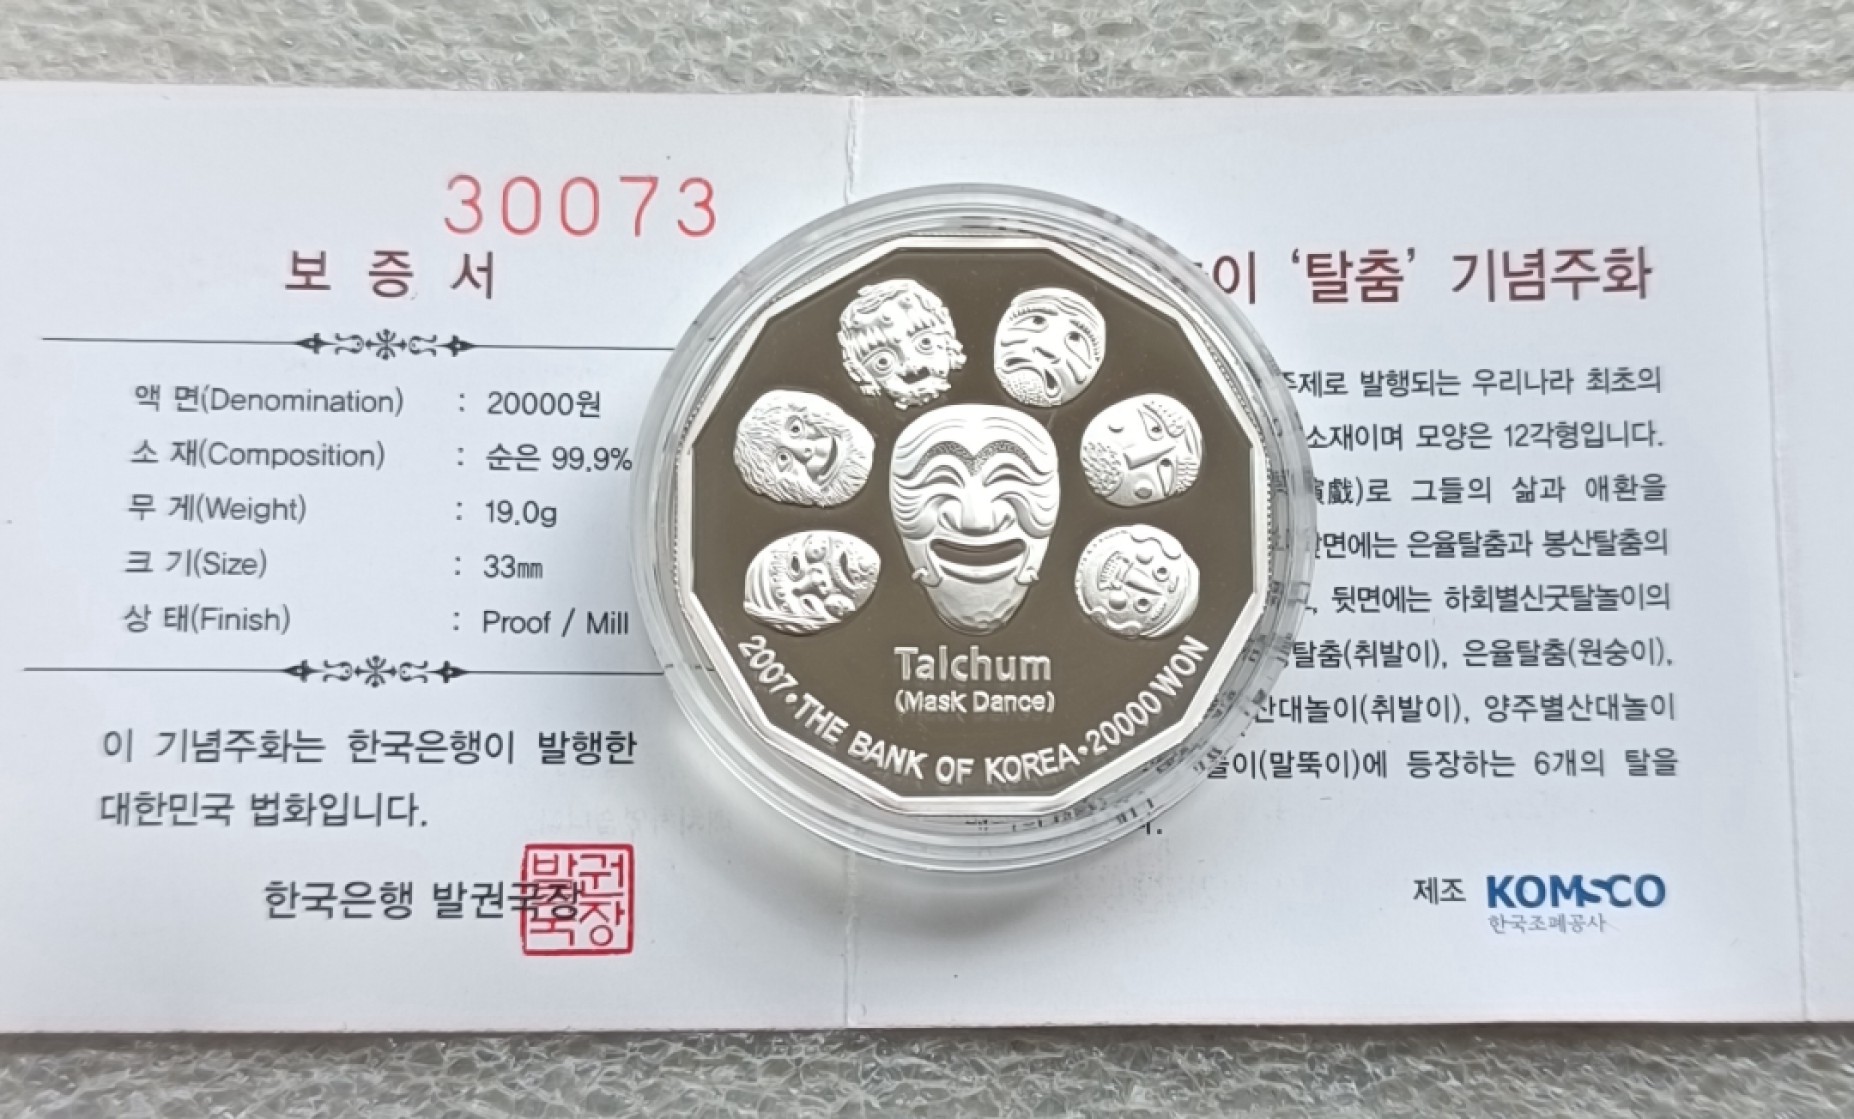 30073
보 증 서
액 면(Denomination) : 20000원
소 재(Composition) : 순은 99.9%
무 게(Weight) : 19.0g
크 기(Size) : 33㎜
상 태(Finish) : Proof / Mill
이 기념주화는 한국은행이 발행한
대한민국 법화입니다.
한국은행 발권국장
발권
국장
Talchum
(Mask Dance)
2007·THE BANK OF KOREA·20000 WON
'탈춤' 기념주화
발행되는 우리나라 최초의
소재이며 모양은 12각형입니다.
그들의 삶과 애환을
은율탈춤과 봉산탈춤의
뒷면에는 하회별신굿탈놀이의
탈춤(취발이), 은율탈춤(원숭이),
산대놀이(취발이), 양주별산대놀이
놀이(말뚝이)에 등장하는 6개의 탈을
제조 KOMSCO
한국조폐공사